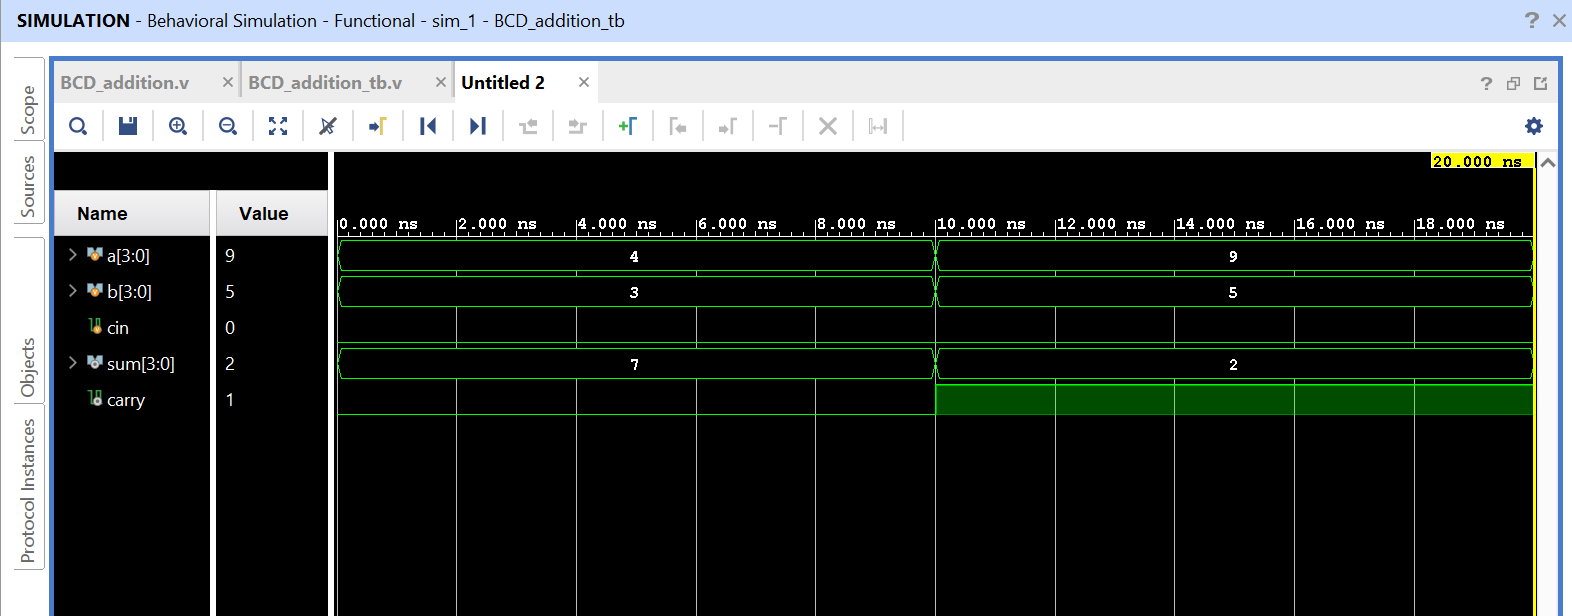 SIMULATION - Behavioral Simulation - Functional - sim_1 - BCD_addition_tb
BCD_addition.v
BCD_addition_tb.v
Untitled 2
Scope
Sources
Objects
Protocol Instances
20.000 ns
Name Value
0.000 ns 2.000 ns 4.000 ns 6.000 ns 8.000 ns 10.000 ns 12.000 ns 14.000 ns 16.000 ns 18.000 ns
a[3:0] 9 4 9
b[3:0] 5 3 5
cin 0
sum[3:0] 2 7 2
carry 1